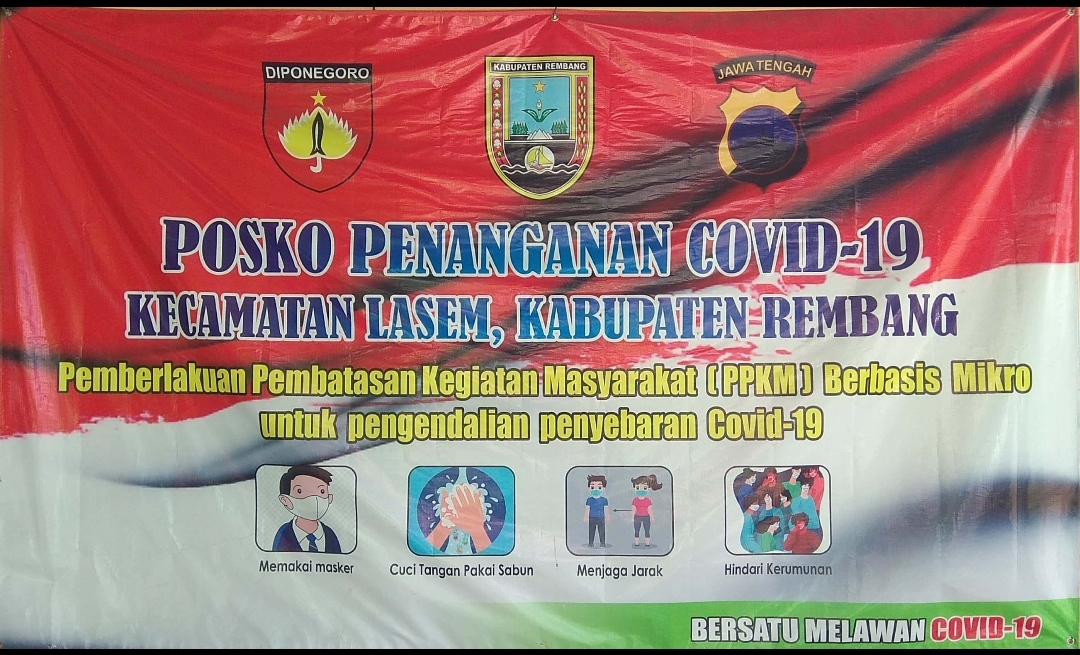 DIPONEGORO
KABUPATEN REMBANG
JAWA TENGAH
POSKO PENANGANAN COVID-19
KECAMATAN LASEM, KABUPATEN REMBANG
Pemberlakuan Pembatasan Kegiatan Masyarakat (PPKM) Berbasis Mikro
untuk pengendalian penyebaran Covid-19
Memakai masker
Cuci Tangan Pakai Sabun
Menjaga Jarak
Hindari Kerumunan
BERSATU MELAWAN COVID-19